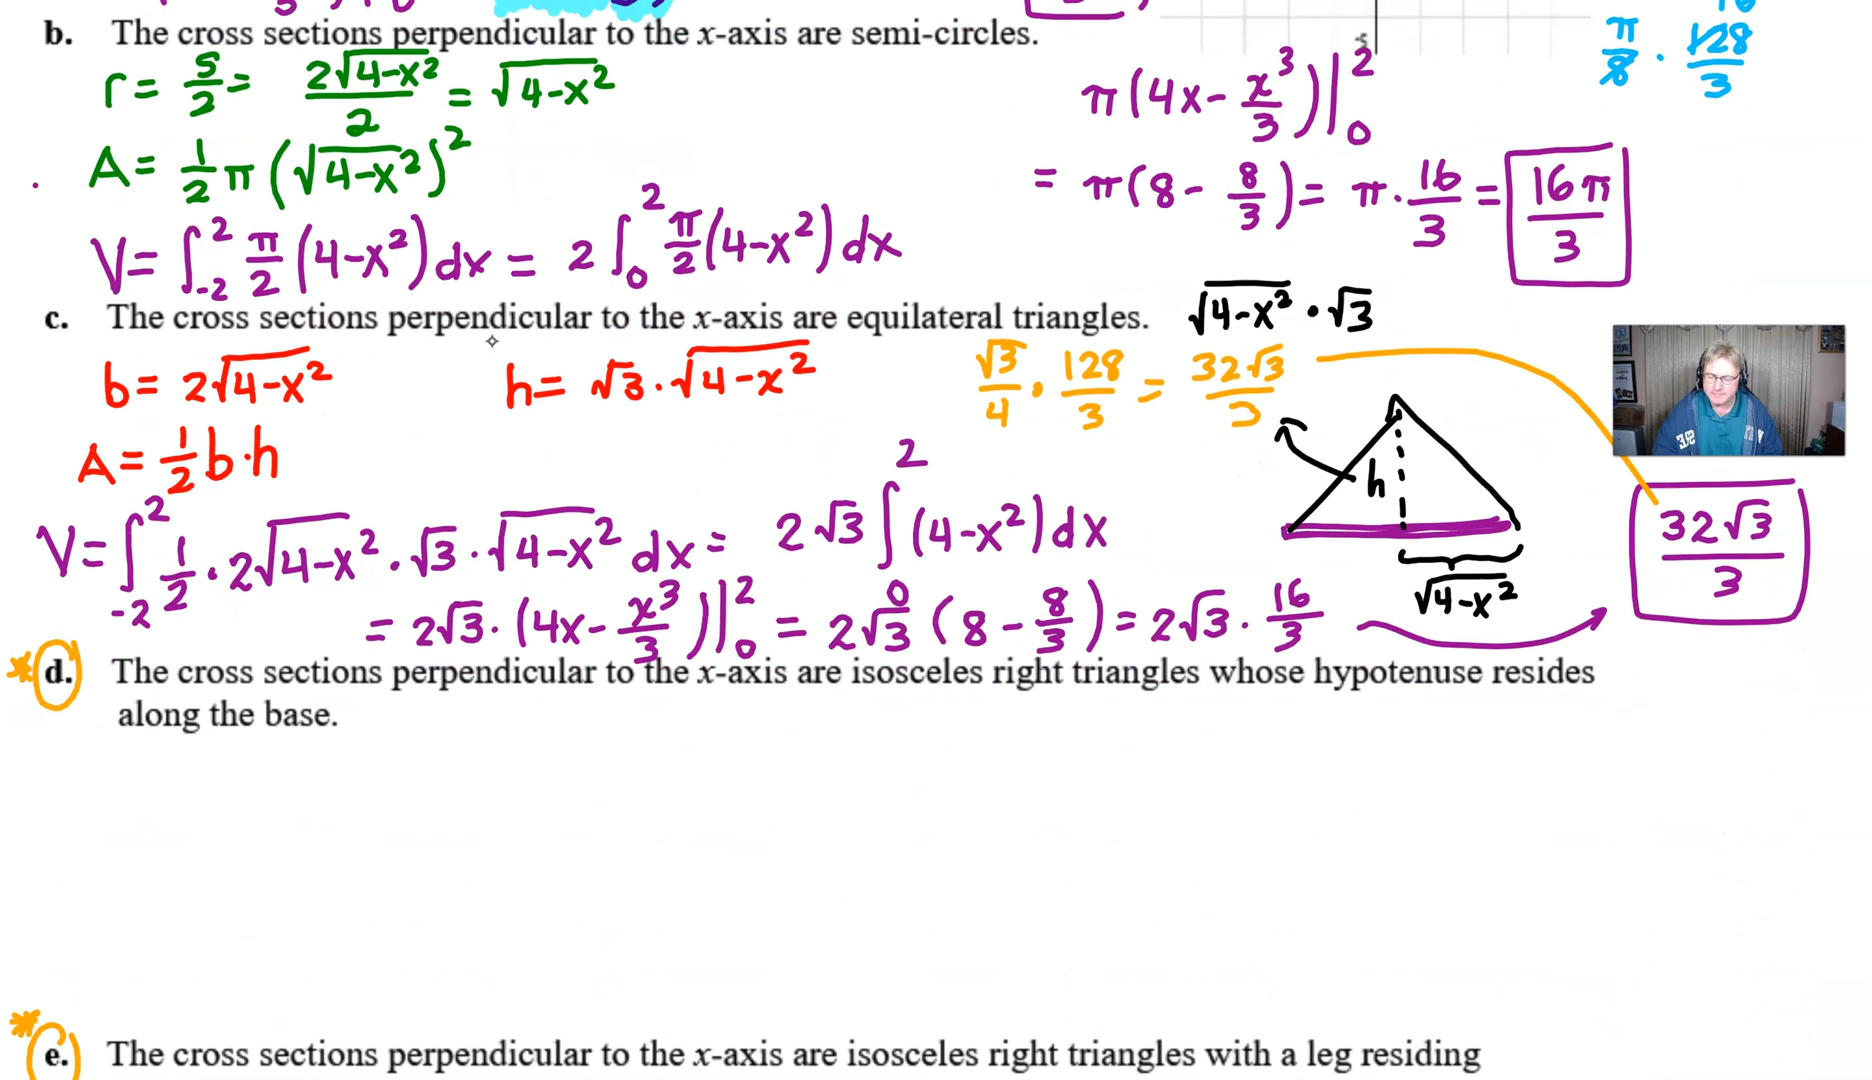 b. The cross sections perpendicular to the x-axis are semi-circles.
r = s/2 = 2√(4-x²)/2 = √(4-x²)
A = 1/2 π (√(4-x²))²
V = ∫₋₂² π/2 (4-x²) dx = 2 ∫₀² π/2 (4-x²) dx
π/8 · 128/3
π(4x - x³/3)|₀²
= π(8 - 8/3) = π · 16/3 = 16π/3
c. The cross sections perpendicular to the x-axis are equilateral triangles.
√(4-x²) · √3
b = 2√(4-x²) h = √3 · √(4-x²)
√3/4 · 128/3 = 32√3/3
A = 1/2 b·h
h
√(4-x²)
V = ∫₋₂² 1/2 · 2√(4-x²) · √3 · √(4-x²) dx = 2√3 ∫₀² (4-x²) dx
= 2√3 · (4x - x³/3)|₀² = 2√3 (8 - 8/3) = 2√3 · 16/3
32√3/3
* d. The cross sections perpendicular to the x-axis are isosceles right triangles whose hypotenuse resides
along the base.
* e. The cross sections perpendicular to the x-axis are isosceles right triangles with a leg residing